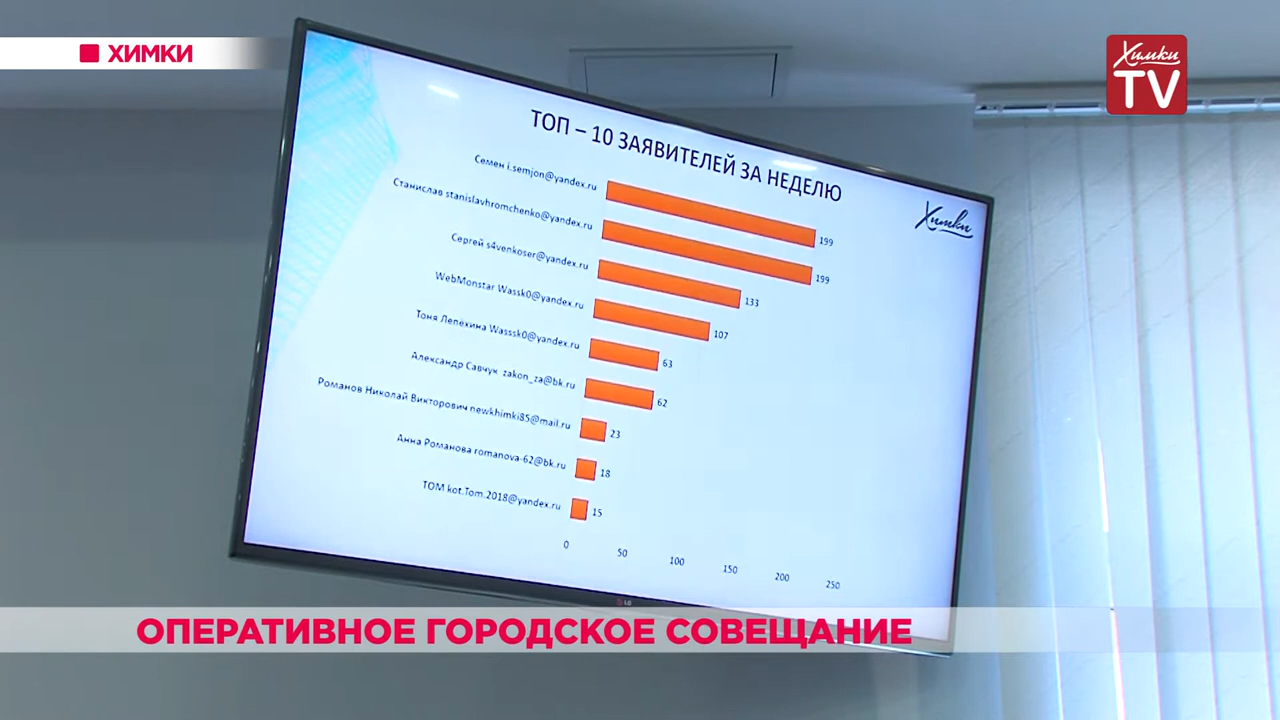 ХИМКИ
Химки
TV
ТОП – 10 ЗАЯВИТЕЛЕЙ ЗА НЕДЕЛЮ
Химки
Семен i.semjon@yandex.ru 199
Станислав stanislavhromchenko@yandex.ru 199
Сергей s4venkoser@yandex.ru 133
WebMonstar Wassk0@yandex.ru 107
Тоня Лепёхина Wasssk0@yandex.ru 63
Александр Савчук zakon_za@bk.ru 62
Романов Николай Викторович newkhimki85@mail.ru 23
Анна Романова romanova-62@bk.ru 18
ТОМ kot.Tom.2018@yandex.ru 15
0 50 100 150 200 250
LG
ОПЕРАТИВНОЕ ГОРОДСКОЕ СОВЕЩАНИЕ